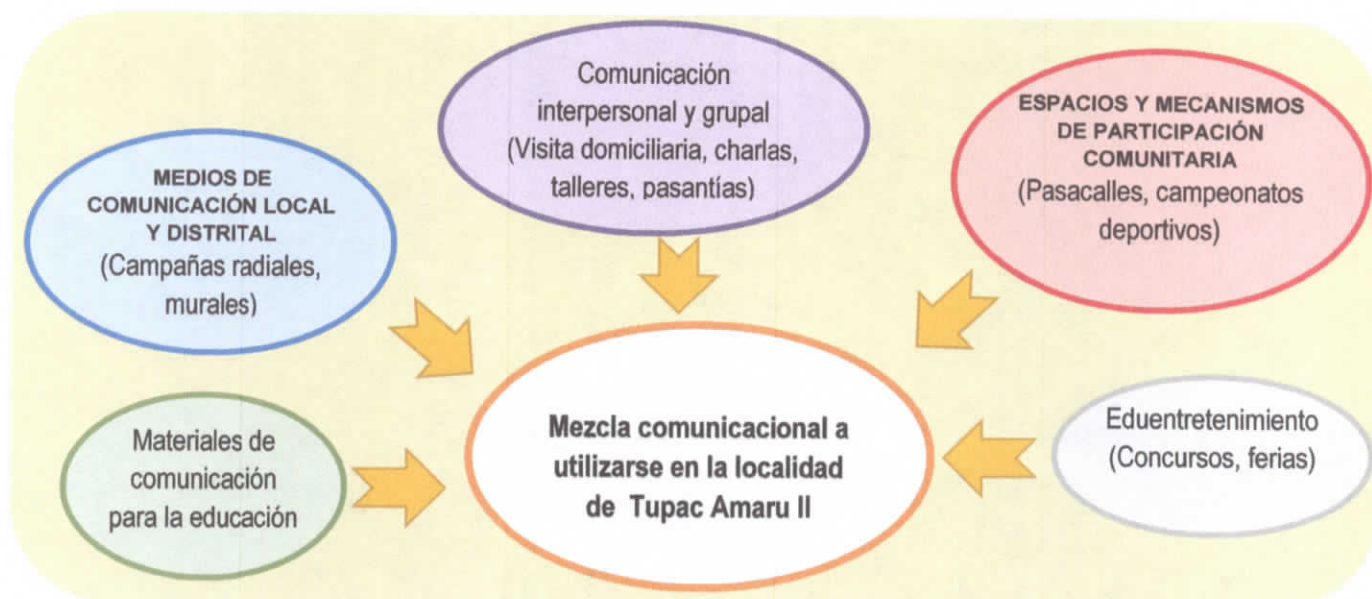 Comunicación
interpersonal y grupal
(Visita domiciliaria, charlas,
talleres, pasantías)
ESPACIOS Y MECANISMOS
DE PARTICIPACIÓN
COMUNITARIA
(Pasacalles, campeonatos
deportivos)
MEDIOS DE
COMUNICACIÓN LOCAL
Y DISTRITAL
(Campañas radiales,
murales)
Materiales de
comunicación
para la educación
Mezcla comunicacional a
utilizarse en la localidad
de Tupac Amaru II
Eduentretenimiento
(Concursos, ferias)